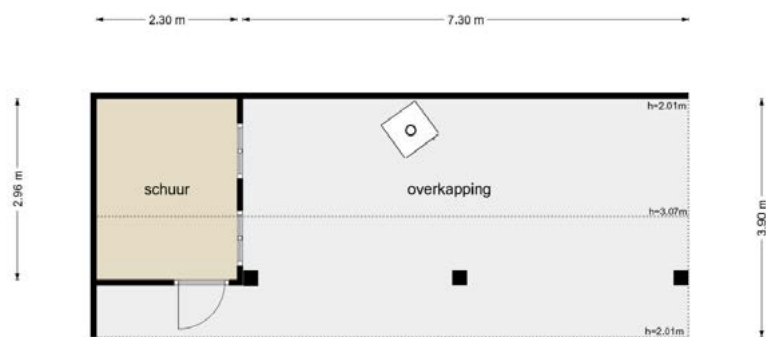 2.30 m
7.30 m
h=2.01m
2.96 m
schuur
overkapping
h=3.07m
3.90 m
h=2.01m